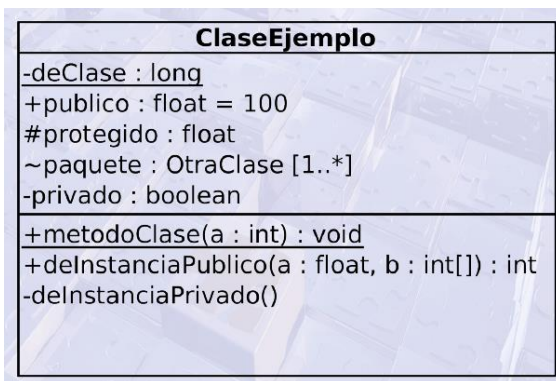 ClaseEjemplo
-deClase : long
+publico : float = 100
#protegido : float
~paquete : OtraClase [1..*]
-privado : boolean
+metodoClase(a : int) : void
+deInstanciaPublico(a : float, b : int[]) : int
-deInstanciaPrivado()